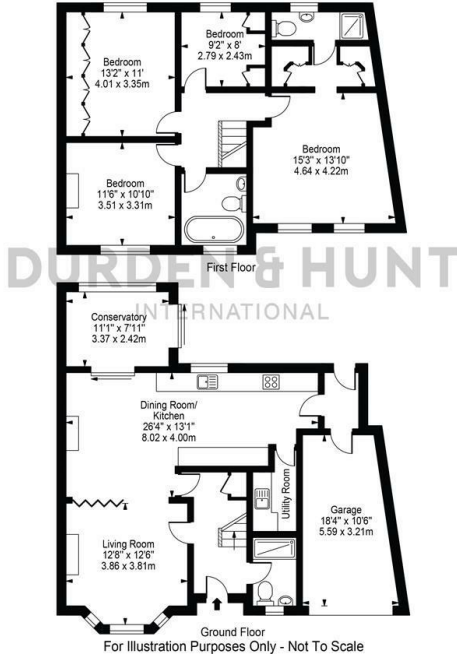 Bedroom
13'2" x 11'
4.01 x 3.35m
Bedroom
9'2" x 8'
2.79 x 2.43m
Bedroom
15'3" x 13'10"
4.64 x 4.22m
Bedroom
11'6" x 10'10"
3.51 x 3.31m
First Floor
DURDEN & HUNT
INTERNATIONAL
Conservatory
11'1" x 7'11"
3.37 x 2.42m
Dining Room/
Kitchen
26'4" x 13'1"
8.02 x 4.00m
Utility Room
Garage
18'4" x 10'6"
5.59 x 3.21m
Living Room
12'8" x 12'6"
3.86 x 3.81m
Ground Floor
For Illustration Purposes Only - Not To Scale